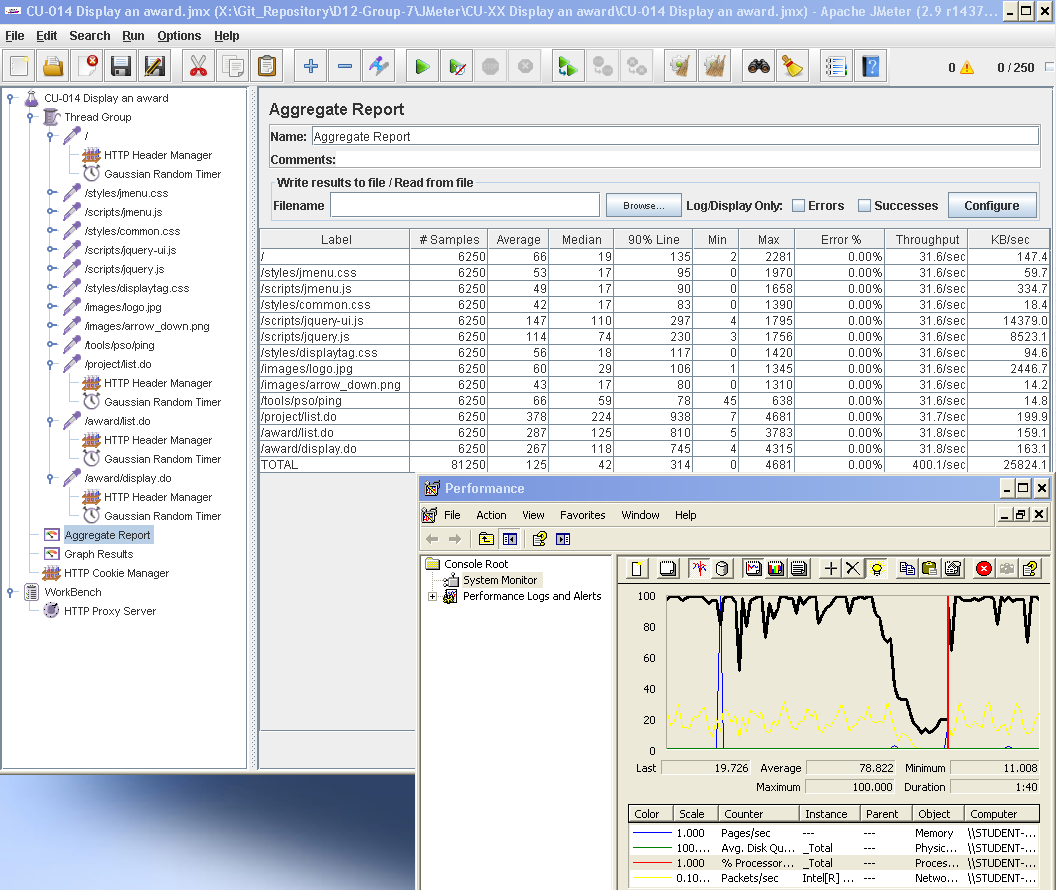 CU-014 Display an award.jmx (X:\Git_Repository\D12-Group-7\JMeter\CU-XX Display an award\CU-014 Display an award.jmx) - Apache JMeter (2.9 r1437...
File Edit Search Run Options Help
0 0 / 250
CU-014 Display an award
Thread Group
/
HTTP Header Manager
Gaussian Random Timer
/styles/jmenu.css
/scripts/jmenu.js
/styles/common.css
/scripts/jquery-ui.js
/scripts/jquery.js
/styles/displaytag.css
/images/logo.jpg
/images/arrow_down.png
/tools/pso/ping
/project/list.do
HTTP Header Manager
Gaussian Random Timer
/award/list.do
HTTP Header Manager
Gaussian Random Timer
/award/display.do
HTTP Header Manager
Gaussian Random Timer
Aggregate Report
Graph Results
HTTP Cookie Manager
WorkBench
HTTP Proxy Server
Aggregate Report
Name: Aggregate Report
Comments:
Write results to file / Read from file
Filename Browse... Log/Display Only: Errors Successes Configure
Label # Samples Average Median 90% Line Min Max Error % Throughput KB/sec
/ 6250 66 19 135 2 2281 0.00% 31.6/sec 147.4
/styles/jmenu.css 6250 53 17 95 0 1970 0.00% 31.6/sec 59.7
/scripts/jmenu.js 6250 49 17 90 0 1658 0.00% 31.6/sec 334.7
/styles/common.css 6250 42 17 83 0 1390 0.00% 31.6/sec 18.4
/scripts/jquery-ui.js 6250 147 110 297 4 1795 0.00% 31.6/sec 14379.0
/scripts/jquery.js 6250 114 74 230 3 1756 0.00% 31.6/sec 8523.1
/styles/displaytag.css 6250 56 18 117 0 1420 0.00% 31.6/sec 94.6
/images/logo.jpg 6250 60 29 106 1 1345 0.00% 31.6/sec 2446.7
/images/arrow_down.png 6250 43 17 80 0 1310 0.00% 31.6/sec 14.2
/tools/pso/ping 6250 66 59 78 45 638 0.00% 31.6/sec 14.8
/project/list.do 6250 378 224 938 7 4681 0.00% 31.7/sec 199.9
/award/list.do 6250 287 125 810 5 3783 0.00% 31.8/sec 159.1
/award/display.do 6250 267 118 745 4 4315 0.00% 31.8/sec 163.1
TOTAL 81250 125 42 314 0 4681 0.00% 400.1/sec 25824.1
Performance
File Action View Favorites Window Help
Console Root
System Monitor
Performance Logs and Alerts
100
80
60
40
20
0
Last 19.726 Average 78.822 Minimum 11.008
Maximum 100.000 Duration 1:40
Color Scale Counter Instance Parent Object Computer
1.000 Pages/sec --- --- Memory \\STUDENT-...
100.... Avg. Disk Qu... _Total --- Physic... \\STUDENT-...
1.000 % Processor... _Total --- Proces... \\STUDENT-...
0.10... Packets/sec Intel[R] ... --- Netwo... \\STUDENT-...